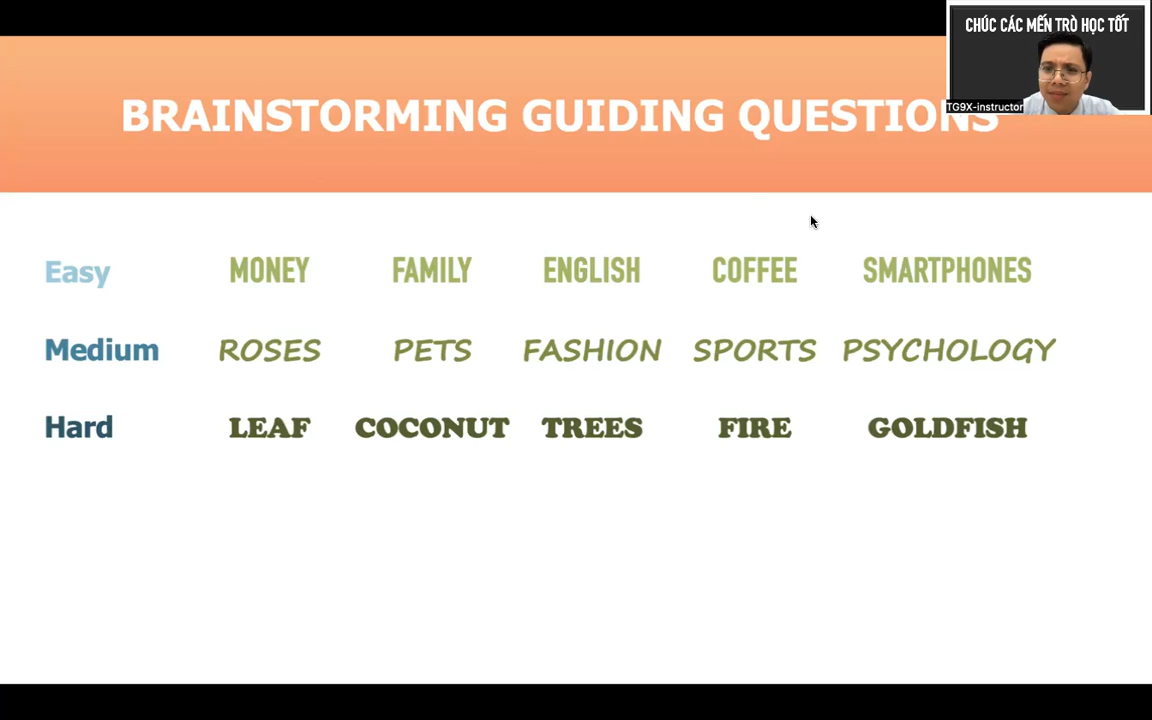 CHÚC CÁC MẾN TRÒ HỌC TỐT
TG9X-instructor
BRAINSTORMING GUIDING QUESTIONS
Easy MONEY FAMILY ENGLISH COFFEE SMARTPHONES
Medium ROSES PETS FASHION SPORTS PSYCHOLOGY
Hard LEAF COCONUT TREES FIRE GOLDFISH